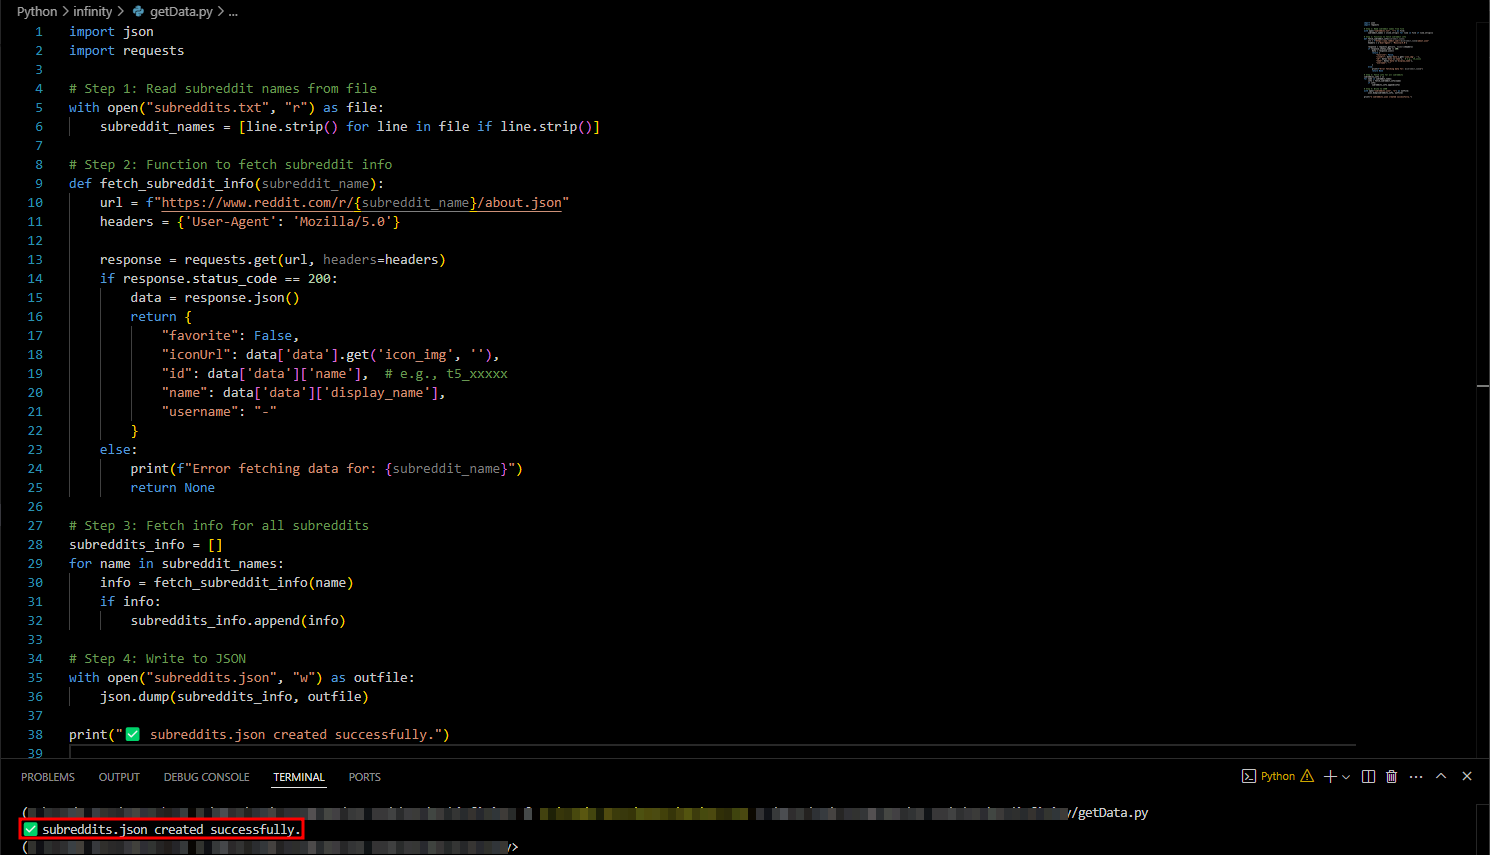 Python > infinity > getData.py > ...
1 import json
2 import requests
3
4 # Step 1: Read subreddit names from file
5 with open("subreddits.txt", "r") as file:
6     subreddit_names = [line.strip() for line in file if line.strip()]
7
8 # Step 2: Function to fetch subreddit info
9 def fetch_subreddit_info(subreddit_name):
10     url = f"https://www.reddit.com/r/{subreddit_name}/about.json"
11     headers = {'User-Agent': 'Mozilla/5.0'}
12
13     response = requests.get(url, headers=headers)
14     if response.status_code == 200:
15         data = response.json()
16         return {
17             "favorite": False,
18             "iconUrl": data['data'].get('icon_img', ''),
19             "id": data['data']['name'],  # e.g., t5_xxxxx
20             "name": data['data']['display_name'],
21             "username": "-"
22         }
23     else:
24         print(f"Error fetching data for: {subreddit_name}")
25         return None
26
27 # Step 3: Fetch info for all subreddits
28 subreddits_info = []
29 for name in subreddit_names:
30     info = fetch_subreddit_info(name)
31     if info:
32         subreddits_info.append(info)
33
34 # Step 4: Write to JSON
35 with open("subreddits.json", "w") as outfile:
36     json.dump(subreddits_info, outfile)
37
38 print("✅ subreddits.json created successfully.")
39
PROBLEMS OUTPUT DEBUG CONSOLE TERMINAL PORTS Python
( /getData.py
✅ subreddits.json created successfully.
( >